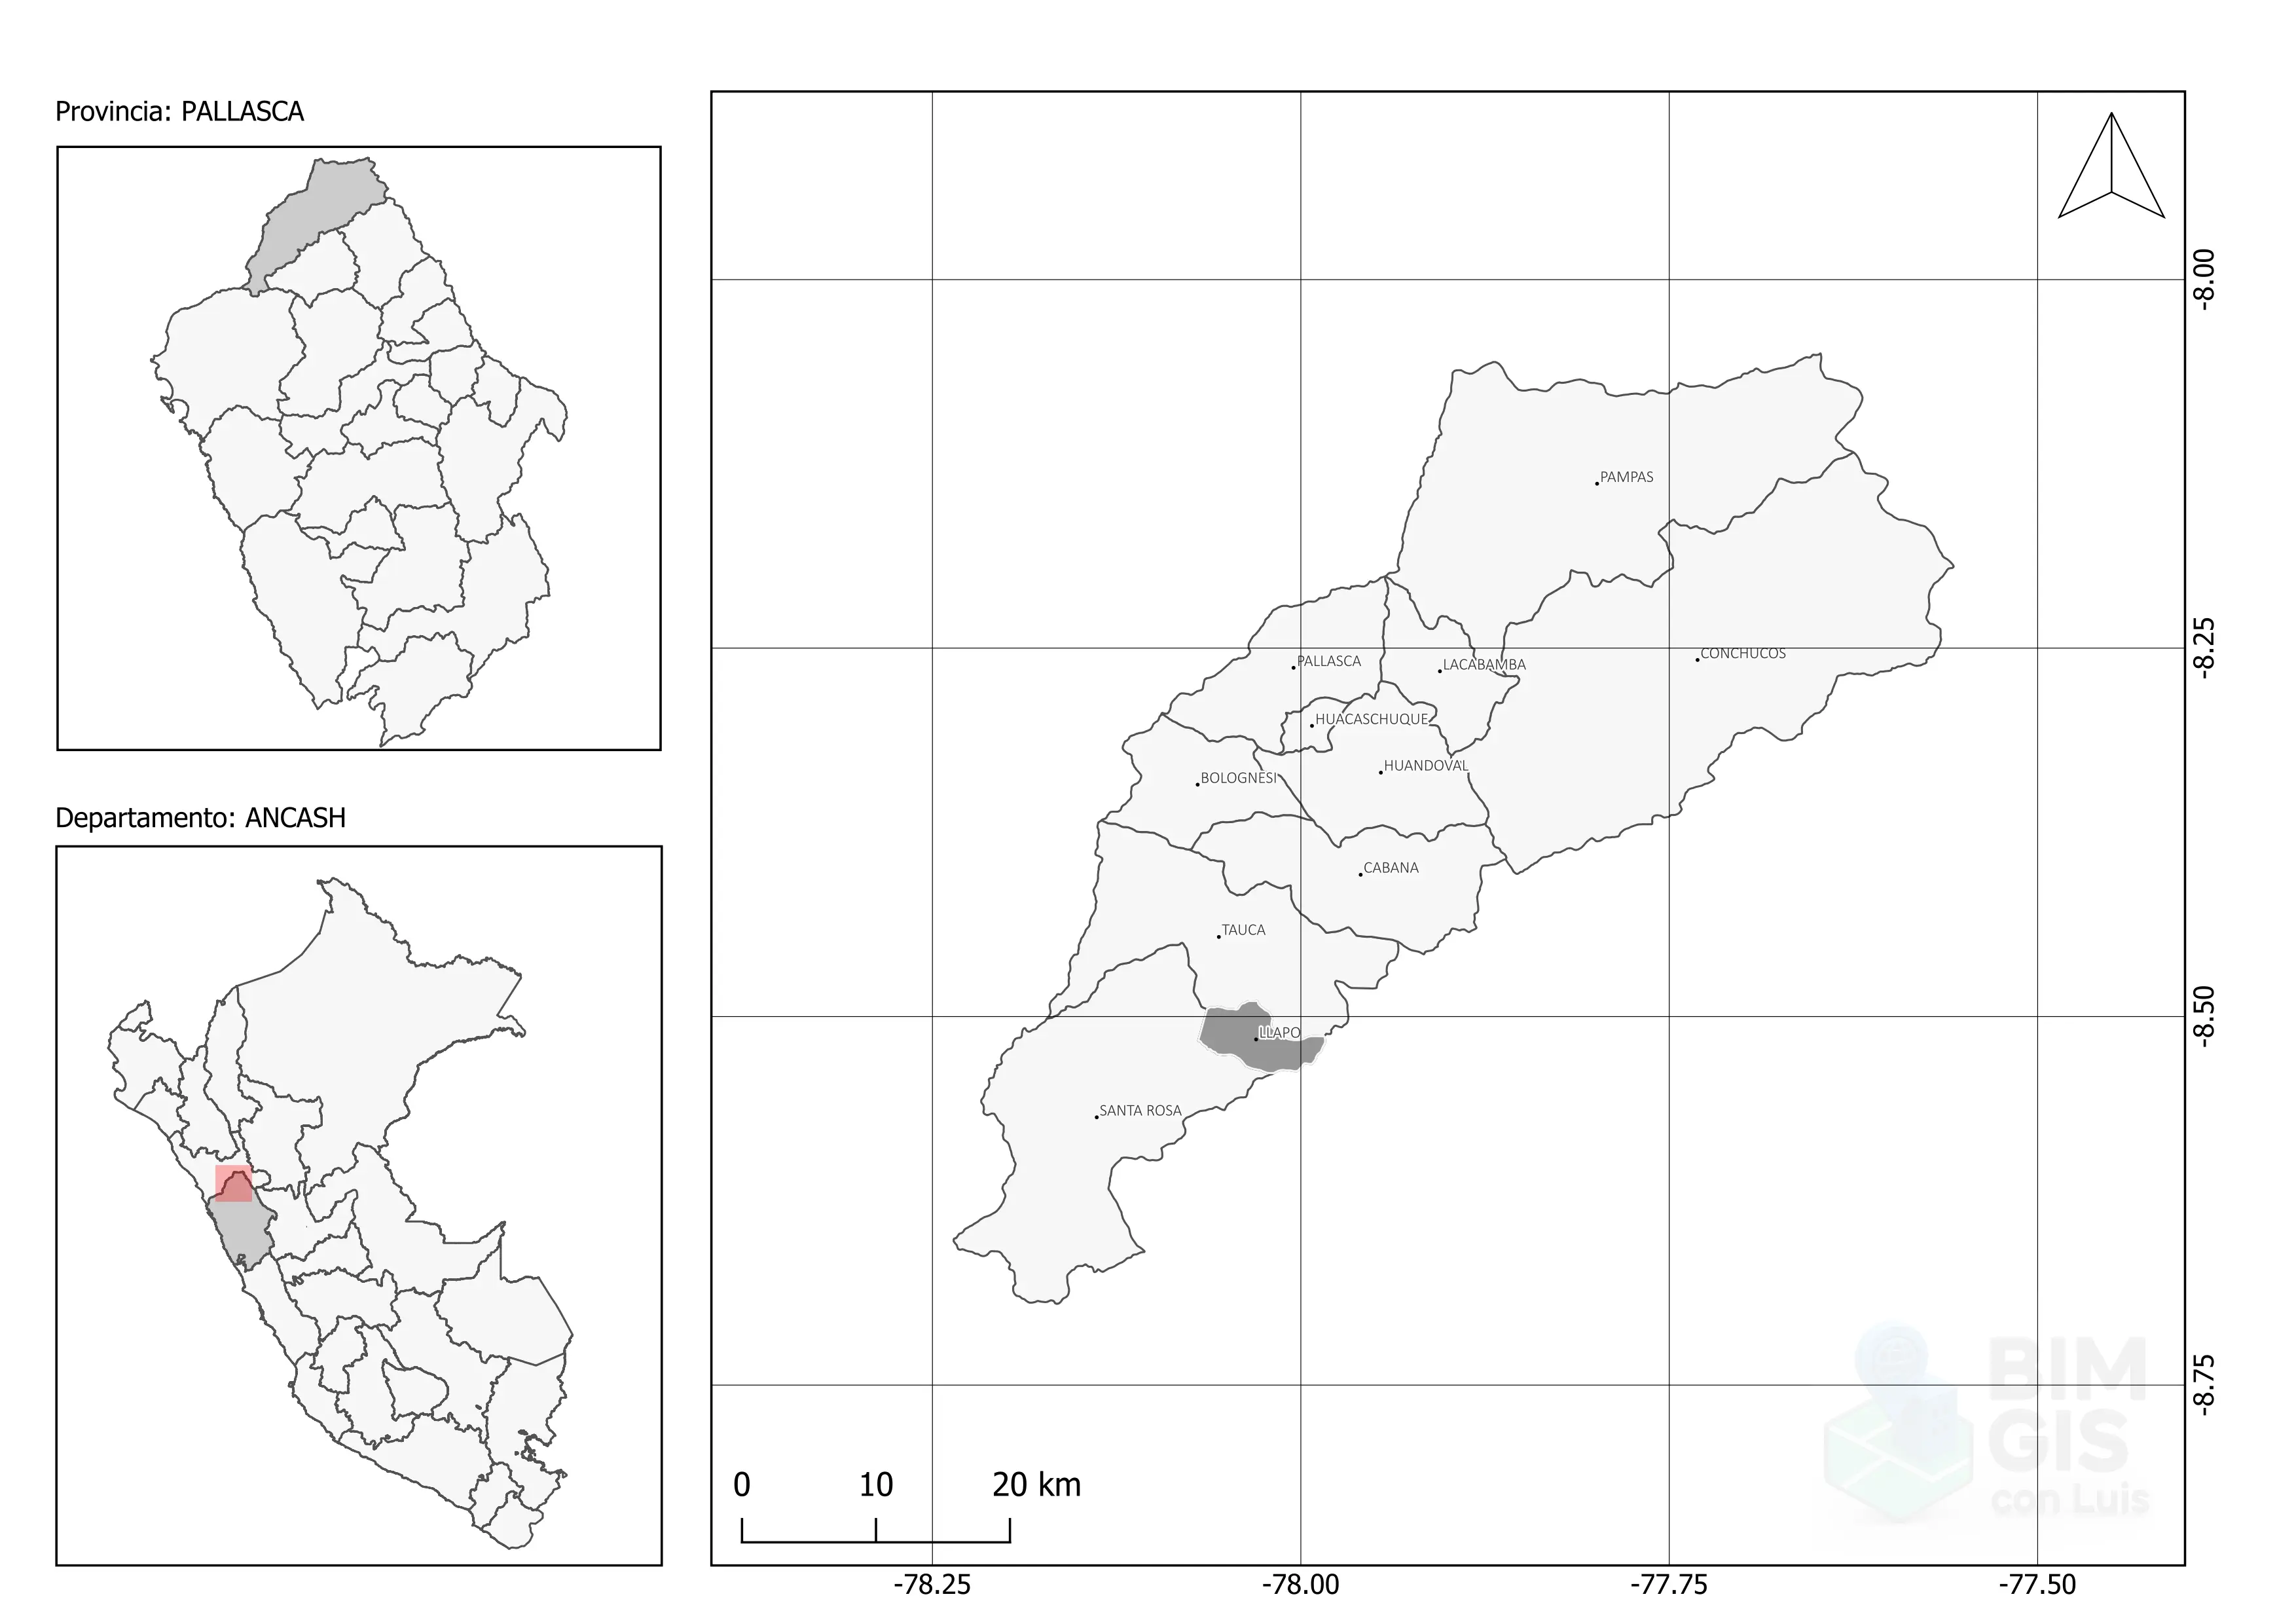 Provincia: PALLASCA
Departamento: ANCASH
PAMPAS
CONCHUCOS
PALLASCA
LACABAMBA
HUACASCHUQUE
HUANDOVAL
BOLOGNESI
CABANA
TAUCA
LLAPO
SANTA ROSA
-8.00
-8.25
-8.50
-8.75
0 10 20 km
-78.25 -78.00 -77.75 -77.50
BIM
GIS
con Luis